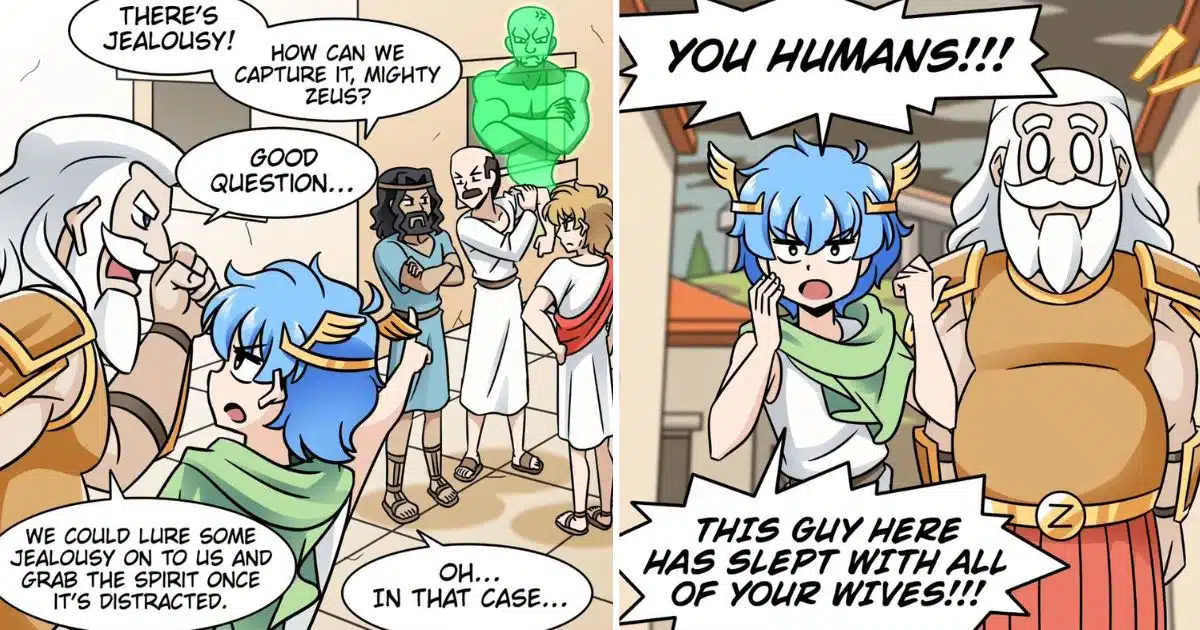 THERE'S
JEALOUSY!
HOW CAN WE
CAPTURE IT, MIGHTY
ZEUS?
GOOD
QUESTION...
WE COULD LURE SOME
JEALOUSY ON TO US AND
GRAB THE SPIRIT ONCE
IT'S DISTRACTED.
OH...
IN THAT CASE...
YOU HUMANS!!!
THIS GUY HERE
HAS SLEPT WITH ALL
OF YOUR WIVES!!!
Z